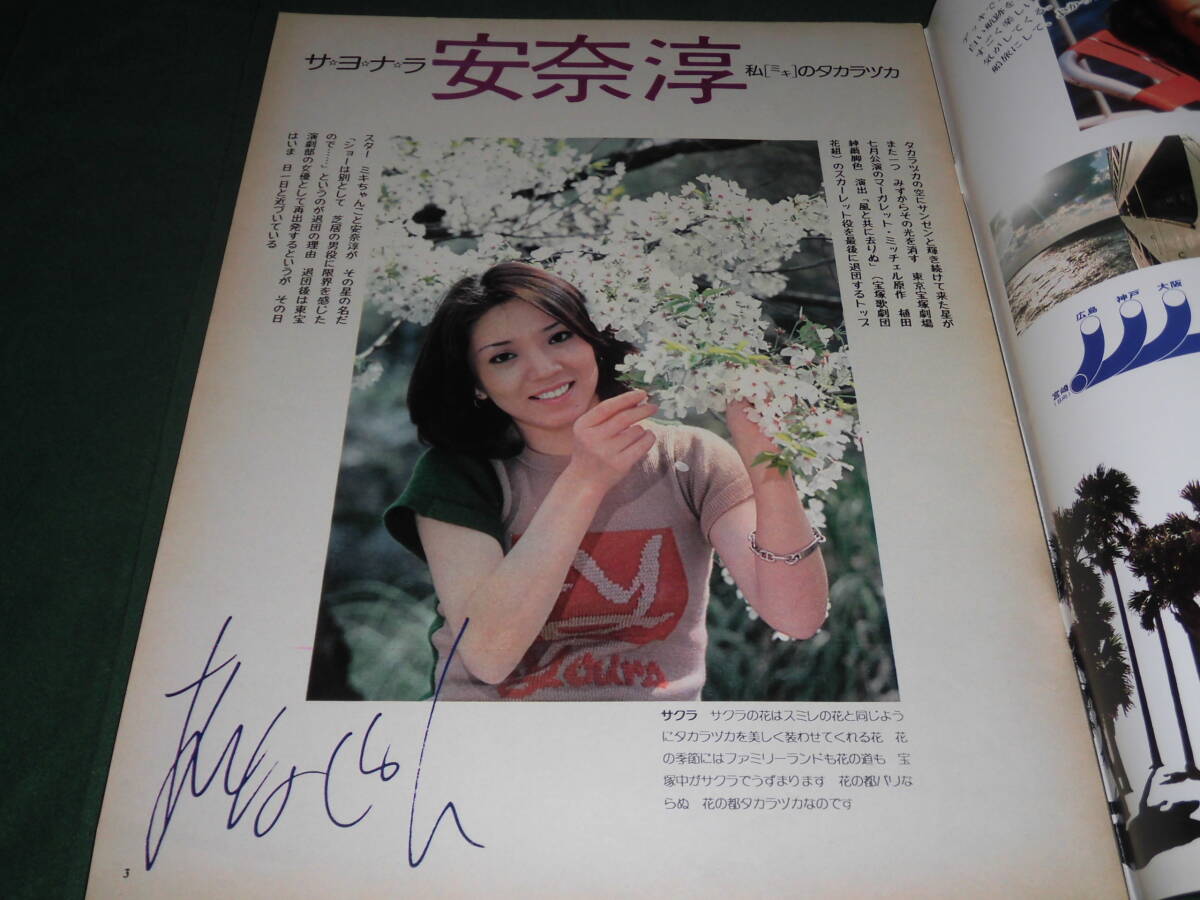 サ☆ヨ☆ナ☆ラ 安奈淳 私[ミキ]のタカラヅカ
タカラヅカの空にサンゼンと輝き続けて来た星が
また一つ　みずからその光を消す　東京宝塚劇場
七月公演のマーガレット・ミッチェル原作　植田
紳爾脚色　演出「風と共に去りぬ」（宝塚歌劇団
花組）のスカーレット役を最後に退団するトップ
スター　ミキちゃんこと安奈淳が　その星の名だ
「ショーは別として　芝居の男役に限界を感じた
ので……」というのが退団の理由　退団後は東宝
演劇部の女優として再出発するというが　その日
はいま　日一日と近づいている
Yours
サクラ　サクラの花はスミレの花と同じよう
にタカラヅカを美しく装わせてくれる花　花
の季節にはファミリーランドも花の道も　宝
塚中がサクラでうずまります　花の都パリな
らぬ　花の都タカラヅカなのです
あんなじゅん
3
大阪
神戸
広島
宮崎
(日向)